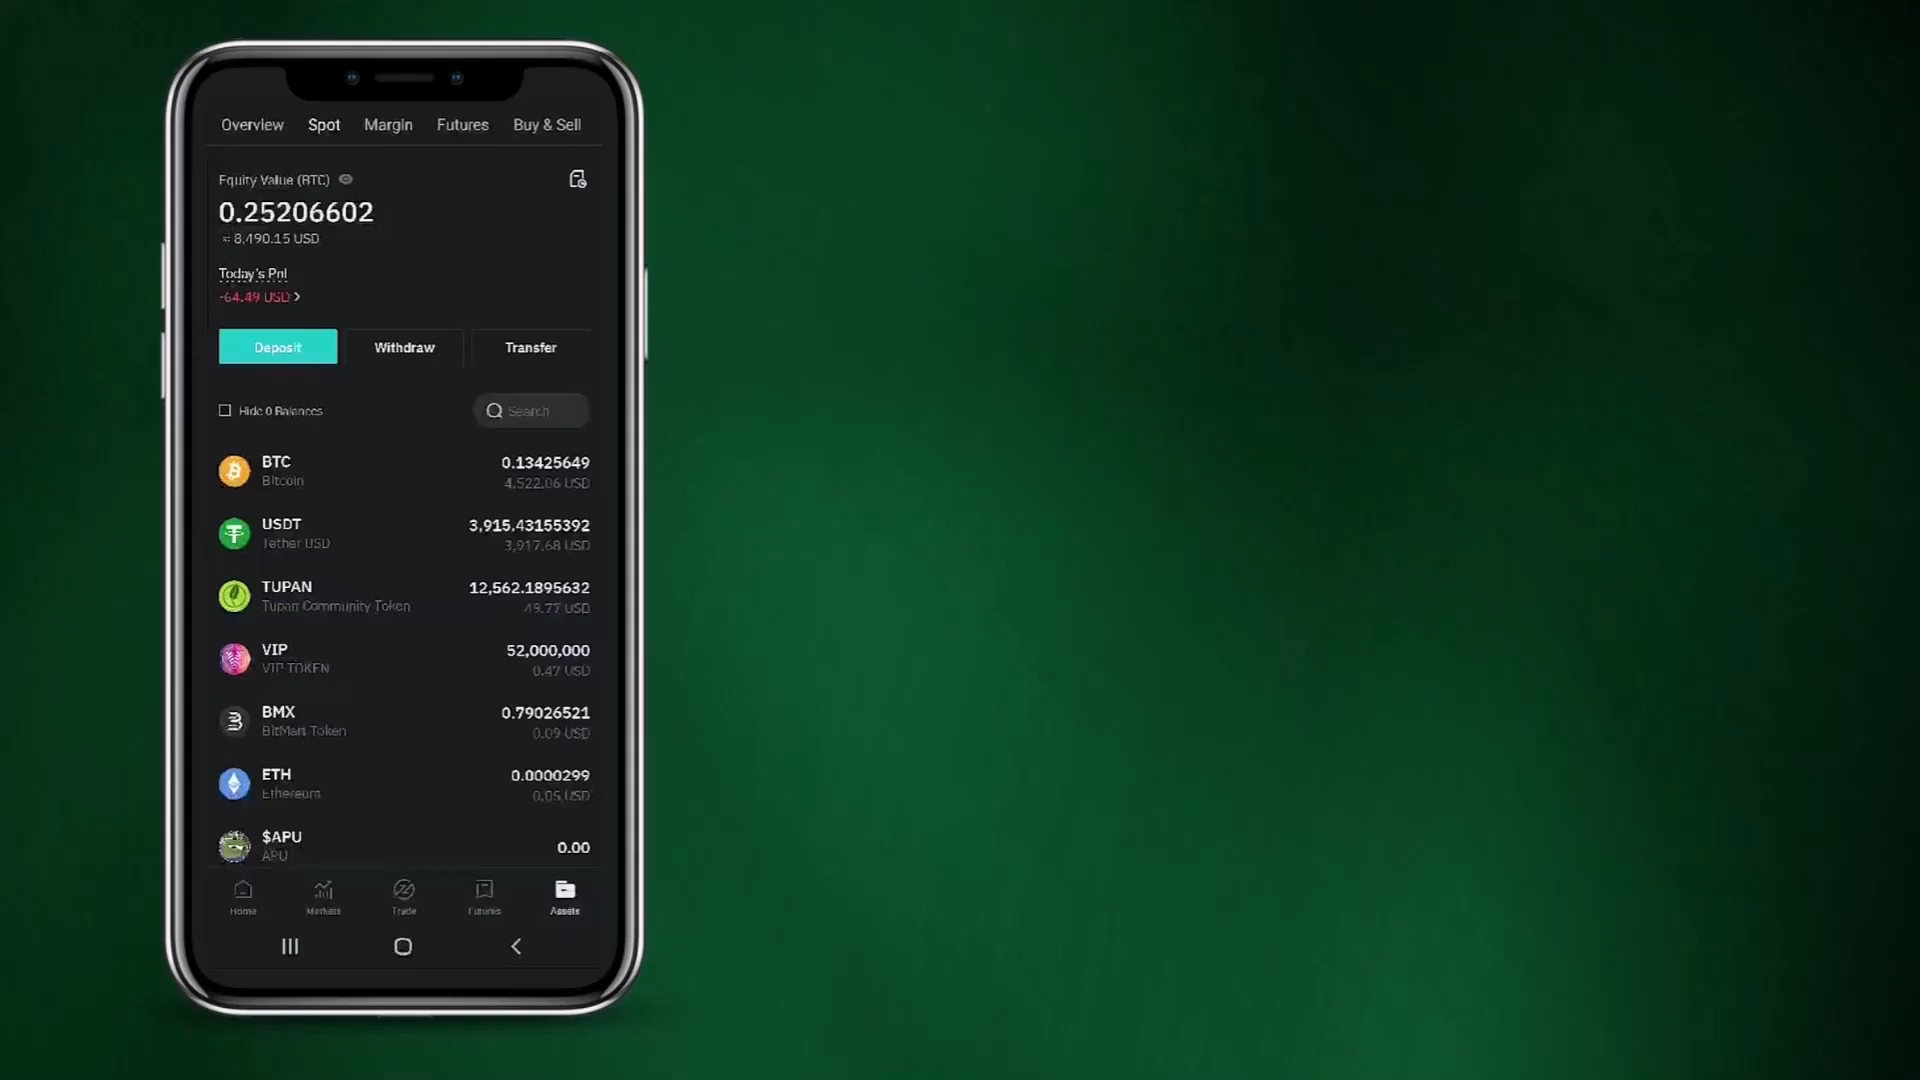 Overview Spot Margin Futures Buy & Sell
Equity Value (BTC)
0.25206602
≈ 8,490.15 USD
Today's Pnl
-64.49 USD >
Deposit Withdraw Transfer
Hide 0 Balances Search
BTC 0.13425649
Bitcoin 4,522.06 USD
USDT 3,915.43155392
Tether USD 3,917.68 USD
TUPAN 12,562.1895632
Tupan Community Token 49.77 USD
VIP 52,000,000
VIP TOKEN 0.47 USD
BMX 0.79026521
BitMart Token 0.09 USD
ETH 0.0000299
Ethereum 0.05 USD
$APU 0.00
APU
Home Markets Trade Futures Assets